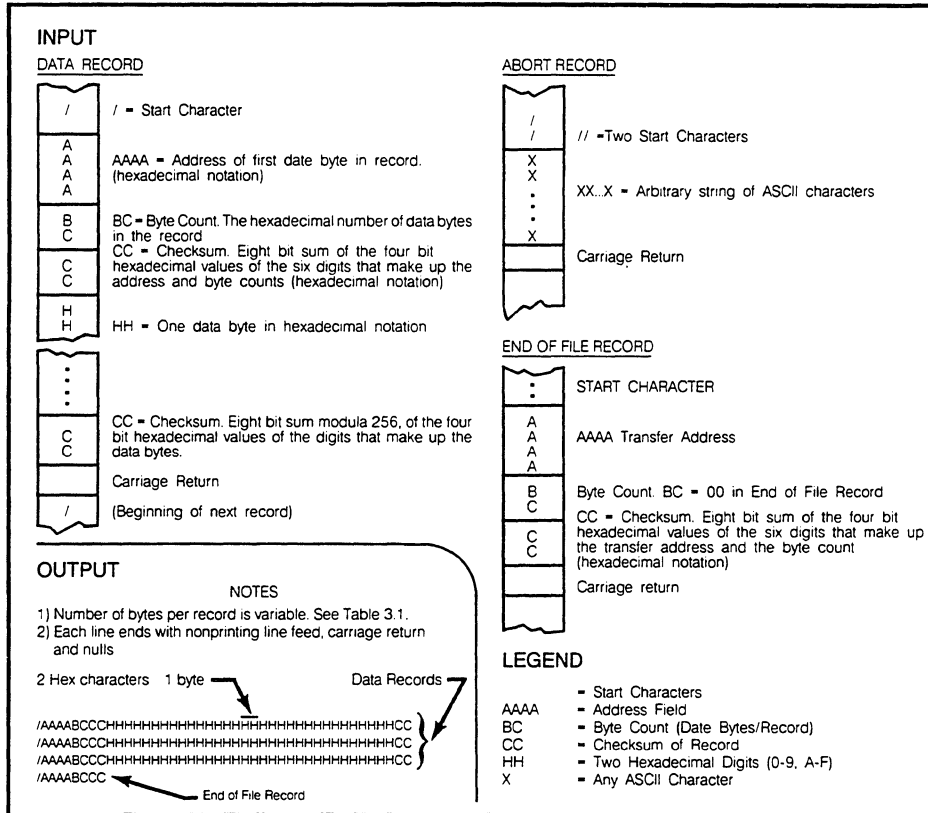 INPUT
DATA RECORD
/
/ = Start Character
A
A
A
A
AAAA = Address of first date byte in record.
(hexadecimal notation)
B
C
BC = Byte Count. The hexadecimal number of data bytes
in the record
C
C
CC = Checksum. Eight bit sum of the four bit
hexadecimal values of the six digits that make up the
address and byte counts (hexadecimal notation)
H
H
HH = One data byte in hexadecimal notation
C
C
CC = Checksum. Eight bit sum modula 256, of the four
bit hexadecimal values of the digits that make up the
data bytes.
Carriage Return
/
(Beginning of next record)
ABORT RECORD
/
/
// =Two Start Characters
X
X
X
XX...X = Arbitrary string of ASCII characters
Carriage Return
END OF FILE RECORD
:
START CHARACTER
A
A
A
A
AAAA Transfer Address
B
C
Byte Count. BC = 00 in End of File Record
C
C
CC = Checksum. Eight bit sum of the four bit
hexadecimal values of the six digits that make up
the transfer address and the byte count
(hexadecimal notation)
Carriage return
OUTPUT
NOTES
1) Number of bytes per record is variable. See Table 3.1.
2) Each line ends with nonprinting line feed, carriage return
and nulls
2 Hex characters 1 byte
Data Records
/AAAABCCCHHHHHHHHHHHHHHHHHHHHHHHHHHHHHHHHCC
/AAAABCCCHHHHHHHHHHHHHHHHHHHHHHHHHHHHHHHHCC
/AAAABCCCHHHHHHHHHHHHHHHHHHHHHHHHHHHHHHHHCC
/AAAABCCC
End of File Record
LEGEND
= Start Characters
AAAA = Address Field
BC = Byte Count (Date Bytes/Record)
CC = Checksum of Record
HH = Two Hexadecimal Digits (0-9, A-F)
X = Any ASCII Character